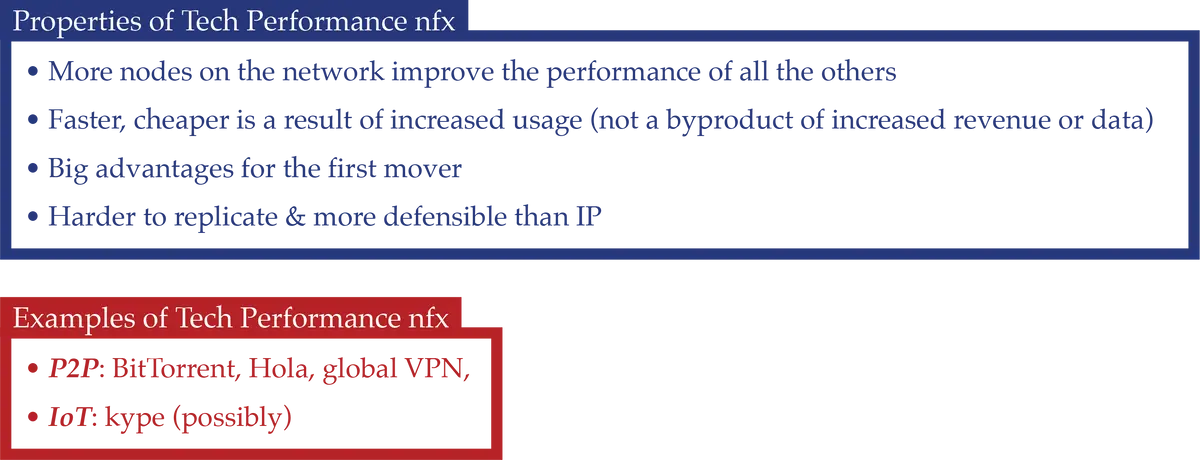 Properties of Tech Performance nfx
• More nodes on the network improve the performance of all the others
• Faster, cheaper is a result of increased usage (not a byproduct of increased revenue or data)
• Big advantages for the first mover
• Harder to replicate & more defensible than IP
Examples of Tech Performance nfx
• P2P: BitTorrent, Hola, global VPN,
• IoT: kype (possibly)